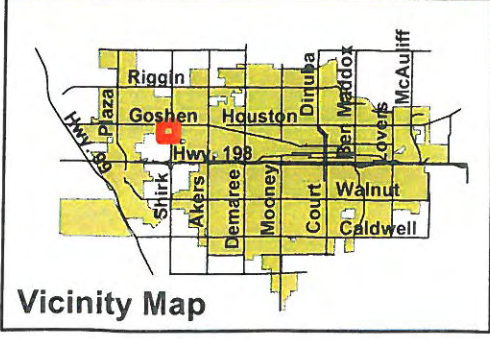 Riggin
Goshen
Houston
Hwy. 198
Walnut
Caldwell
Hwy. 99
Plaza
Shirk
Akers
Demaree
Mooney
Court
Dinuba
Ben Maddox
Lovers
McAuliff
Vicinity Map